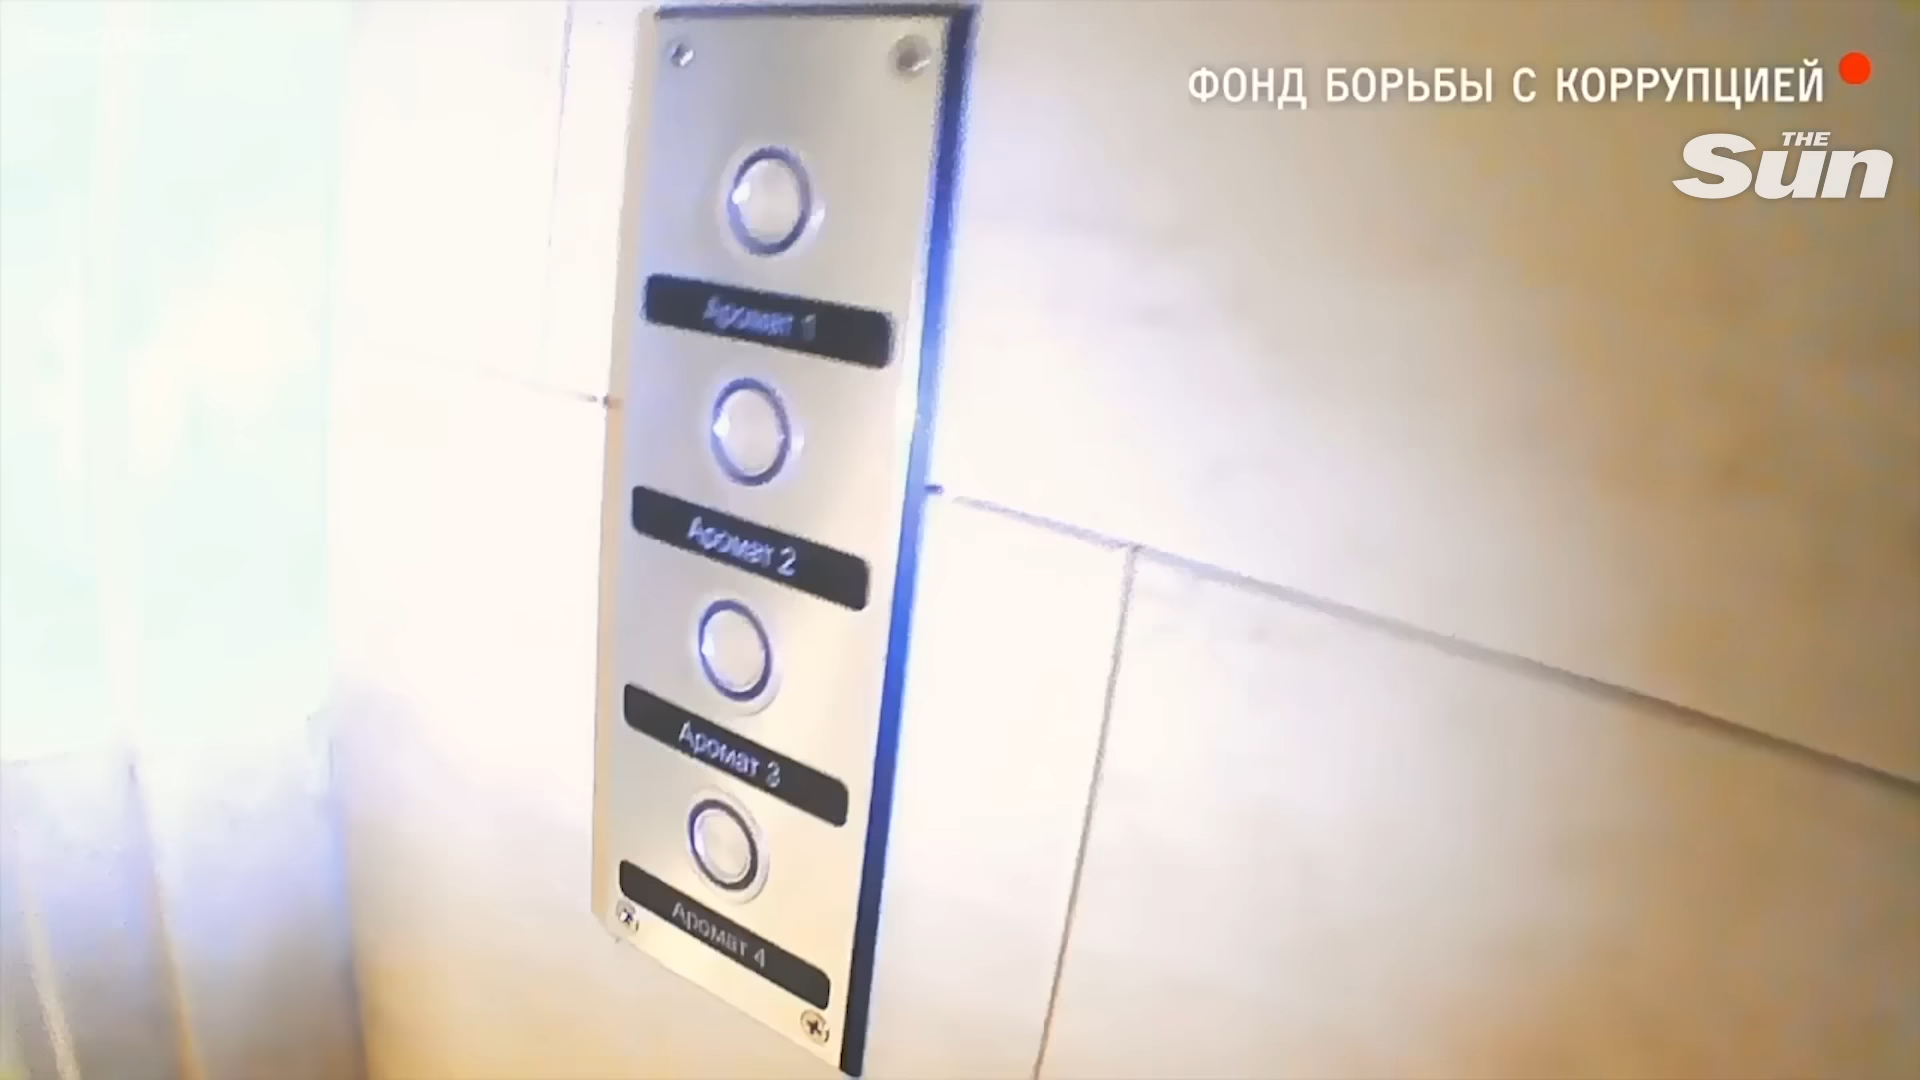 ФОНД БОРЬБЫ С КОРРУПЦИЕЙ
THE
Sun
Аромат 1
Аромат 2
Аромат 3
Аромат 4